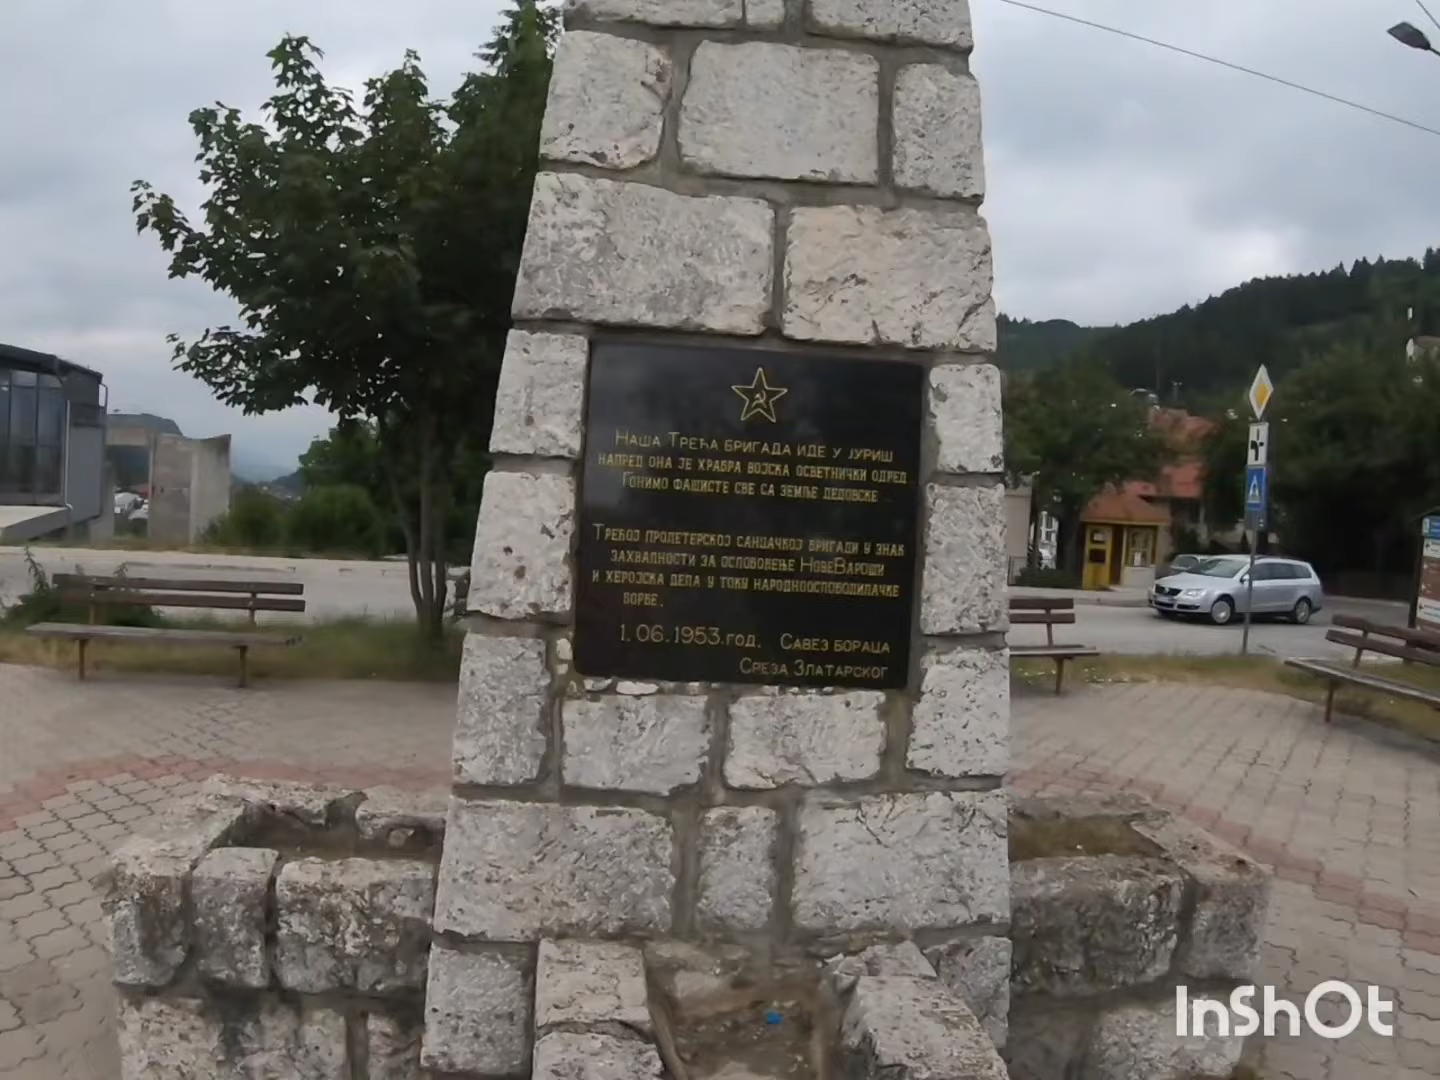 Наша Трећа бригада иде у јуриш
напред она је храбра војска осветнички одред
Гонимо фашисте све са земље дедовске
Трећој пролетерској санџачкој бригади у знак
захвалности за ослобођење Нове Вароши
и херојска дела у току народноослободилачке
борбе.
1.06.1953.год. Савез бораца
Среза Златарског
InShOt